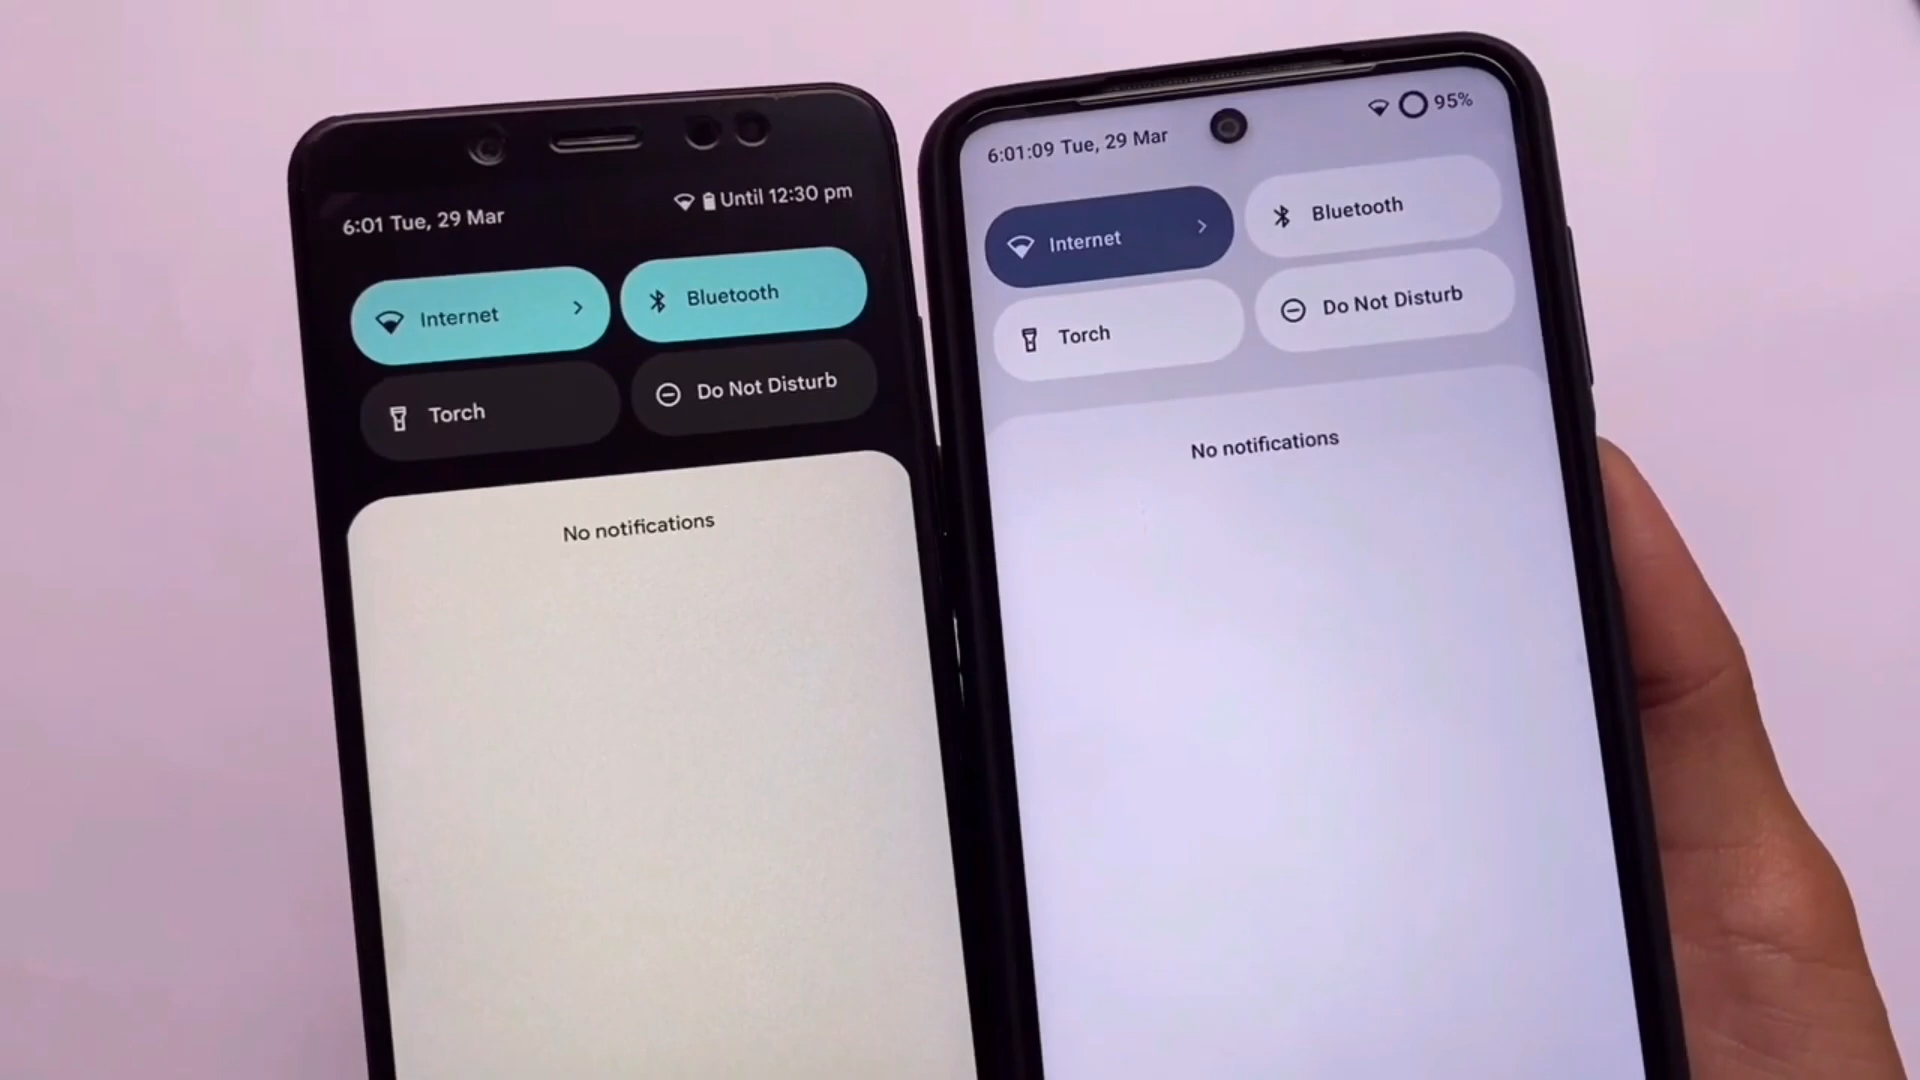 6:01 Tue, 29 Mar
Until 12:30 pm
Internet
Bluetooth
Torch
Do Not Disturb
No notifications
6:01:09 Tue, 29 Mar
95%
Internet
Bluetooth
Torch
Do Not Disturb
No notifications